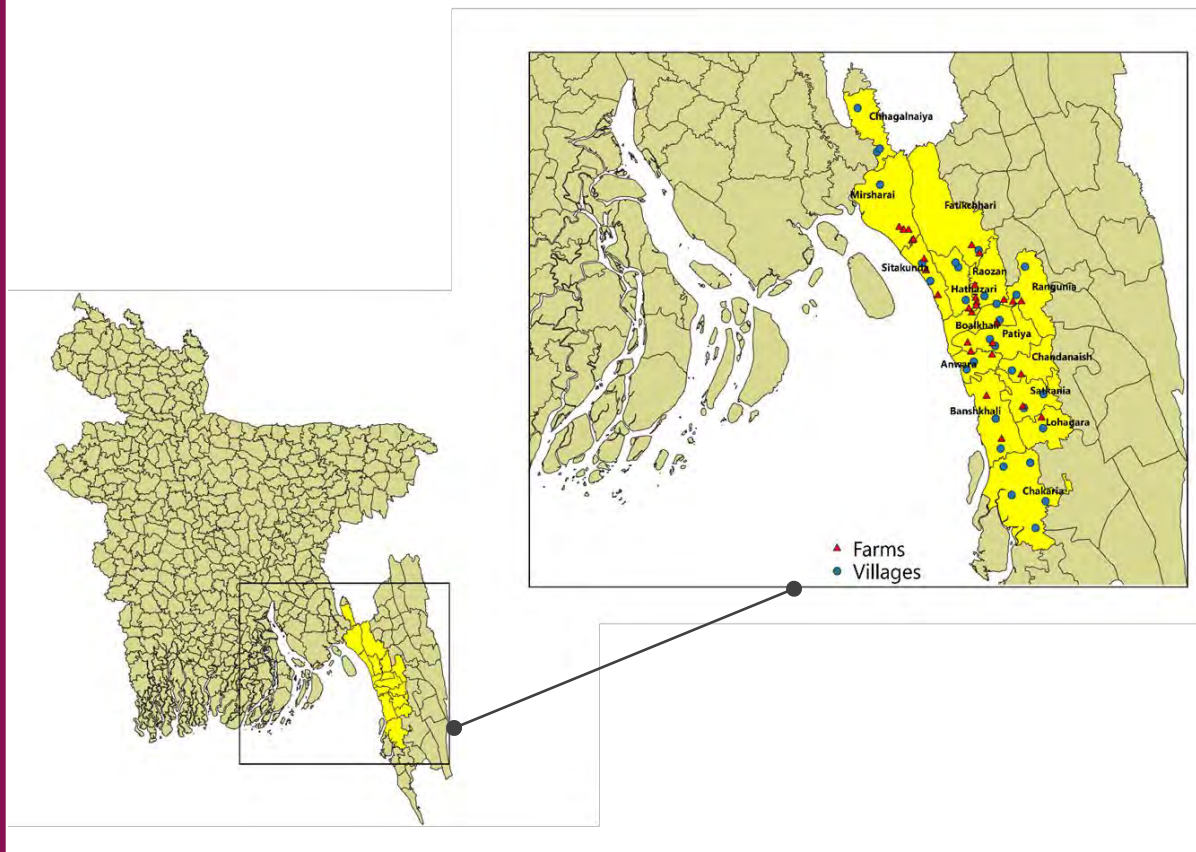 Chhagalnaiya
Mirsharai
Fatikchhari
Sitakunda
Raozan
Hathazari
Rangunia
Boalkhali
Patiya
Anwara
Chandanaish
Satkania
Banshkhali
Lohagara
Chakaria
Farms
Villages